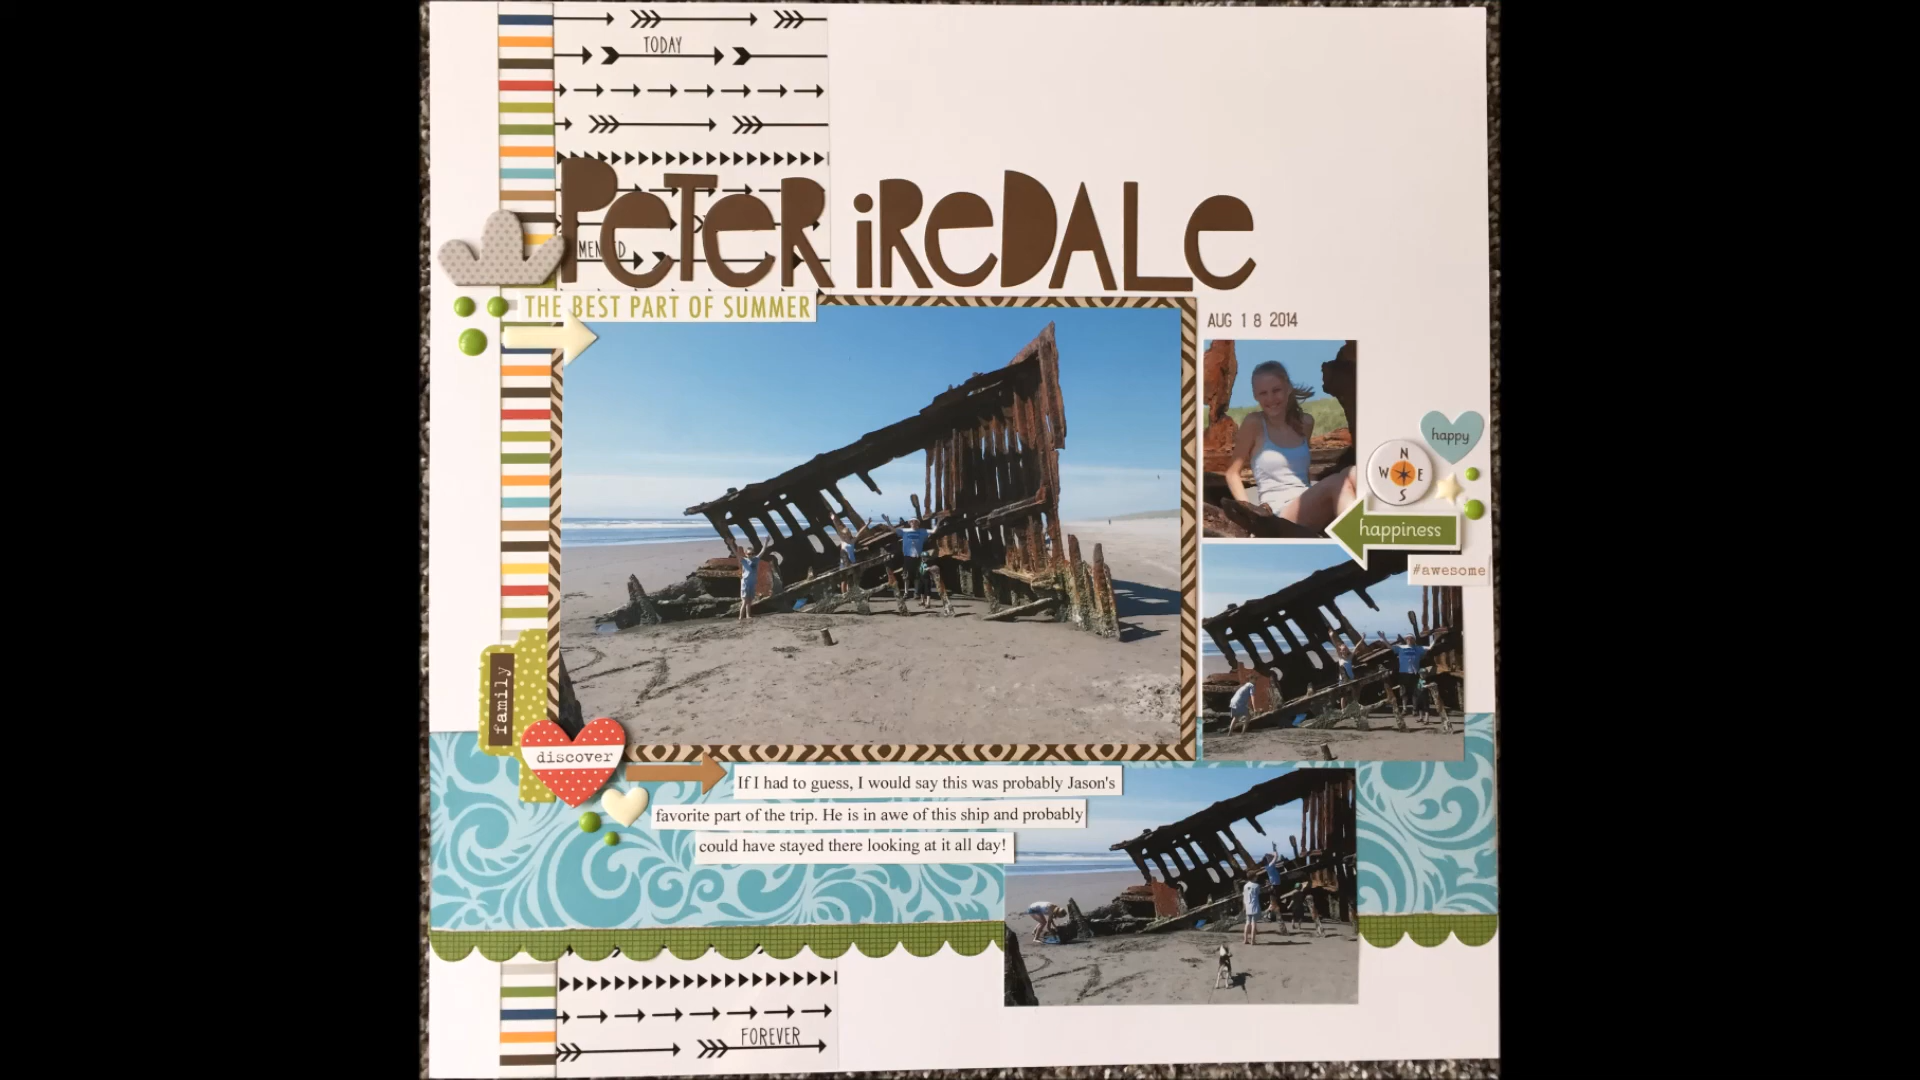 TODAY
PeTeR iReDALe
THE BEST PART OF SUMMER
AUG 18 2014
happy
N
W E
S
happiness
#awesome
family
discover
If I had to guess, I would say this was probably Jason's
favorite part of the trip. He is in awe of this ship and probably
could have stayed there looking at it all day!
FOREVER